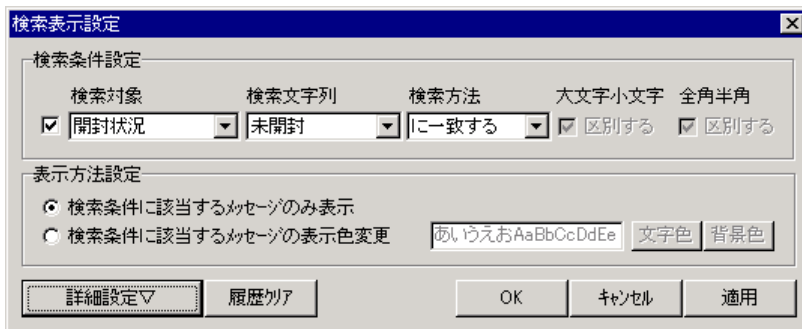 検索表示設定
検索条件設定
検索対象 検索文字列 検索方法 大文字小文字 全角半角
開封状況 未開封 に一致する 区別する 区別する
表示方法設定
検索条件に該当するﾒｯｾｰｼﾞのみ表示
検索条件に該当するﾒｯｾｰｼﾞの表示色変更 あいうえおAaBbCcDdEe 文字色 背景色
詳細設定▽ 履歴ｸﾘｱ OK ｷｬﾝｾﾙ 適用